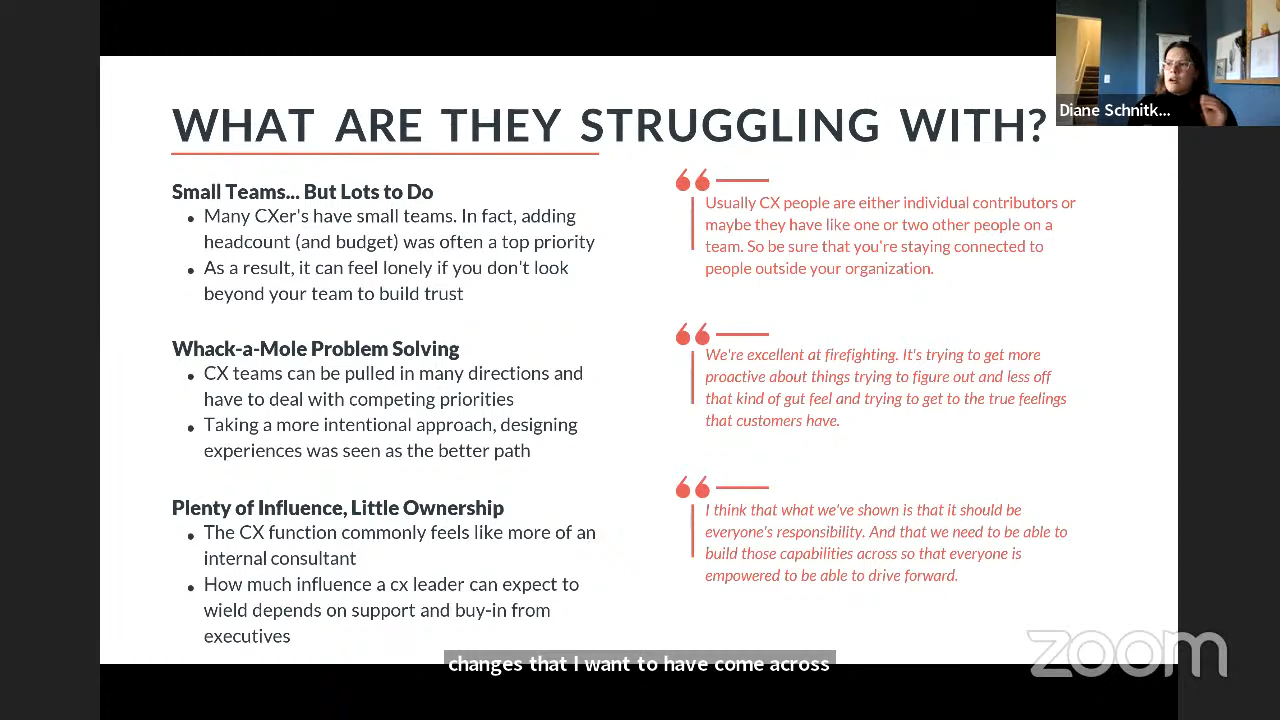 WHAT ARE THEY STRUGGLING WITH?
Diane Schnitk...
Small Teams... But Lots to Do
• Many CXer's have small teams. In fact, adding
headcount (and budget) was often a top priority
• As a result, it can feel lonely if you don't look
beyond your team to build trust
Whack-a-Mole Problem Solving
• CX teams can be pulled in many directions and
have to deal with competing priorities
• Taking a more intentional approach, designing
experiences was seen as the better path
Plenty of Influence, Little Ownership
• The CX function commonly feels like more of an
internal consultant
• How much influence a cx leader can expect to
wield depends on support and buy-in from
executives
“
Usually CX people are either individual contributors or
maybe they have like one or two other people on a
team. So be sure that you're staying connected to
people outside your organization.
“
We're excellent at firefighting. It's trying to get more
proactive about things trying to figure out and less off
that kind of gut feel and trying to get to the true feelings
that customers have.
“
I think that what we've shown is that it should be
everyone's responsibility. And that we need to be able to
build those capabilities across so that everyone is
empowered to be able to drive forward.
changes that I want to have come across
zoom